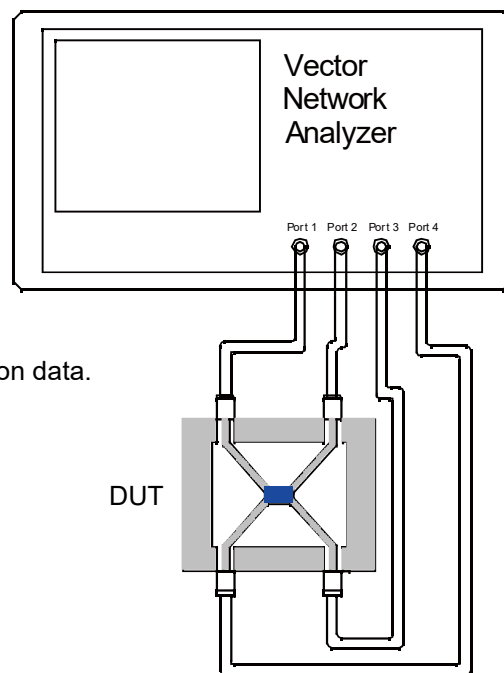 Vector
Network
Analyzer
Port 1 Port 2 Port 3 Port 4
on data.
DUT